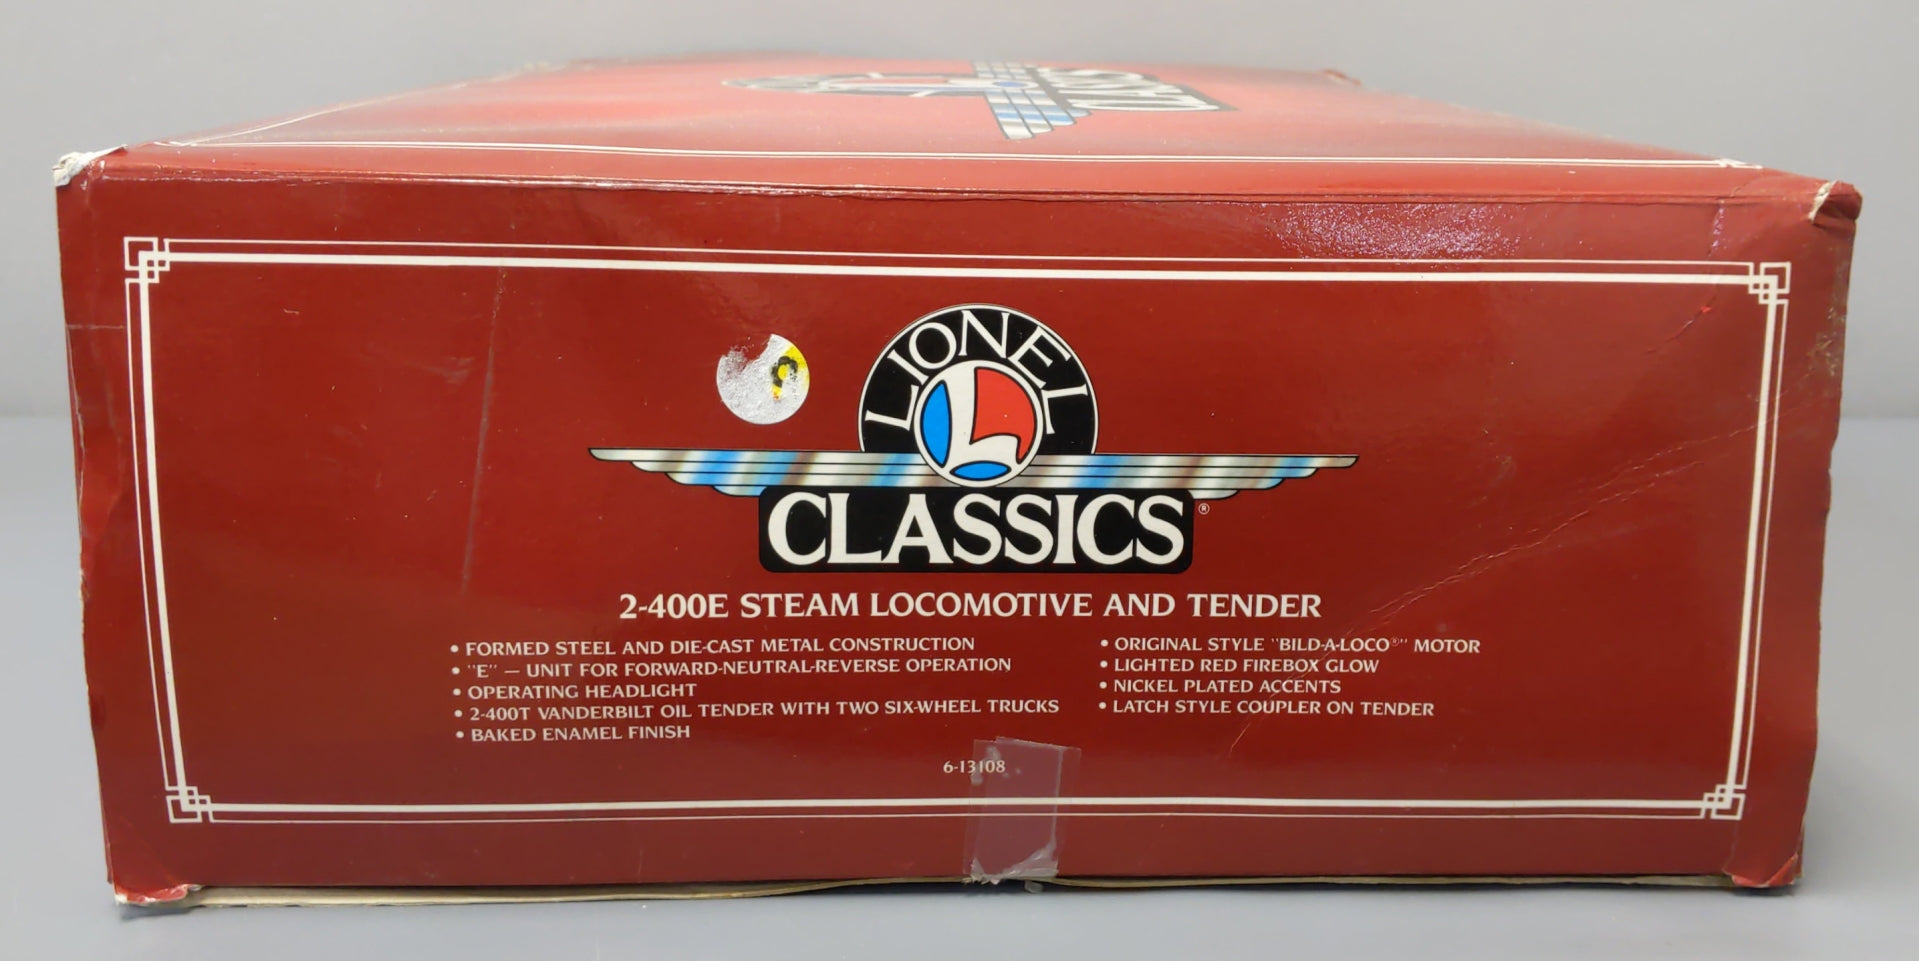 CLASSICS
LIONEL
L
CLASSICS®
2-400E STEAM LOCOMOTIVE AND TENDER
• FORMED STEEL AND DIE-CAST METAL CONSTRUCTION
• "E" — UNIT FOR FORWARD-NEUTRAL-REVERSE OPERATION
• OPERATING HEADLIGHT
• 2-400T VANDERBILT OIL TENDER WITH TWO SIX-WHEEL TRUCKS
• BAKED ENAMEL FINISH
• ORIGINAL STYLE "BILD-A-LOCO®" MOTOR
• LIGHTED RED FIREBOX GLOW
• NICKEL PLATED ACCENTS
• LATCH STYLE COUPLER ON TENDER
6-13108